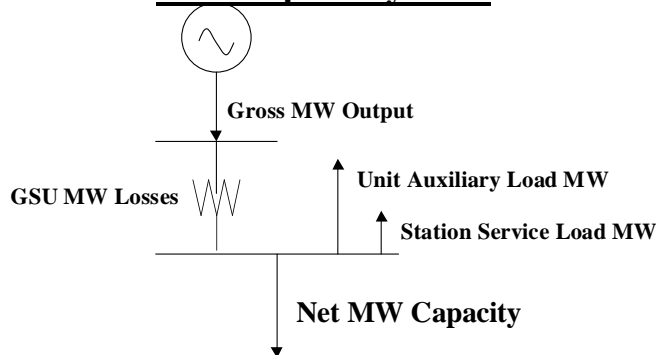 Gross MW Output
Unit Auxiliary Load MW
GSU MW Losses
Station Service Load MW
Net MW Capacity